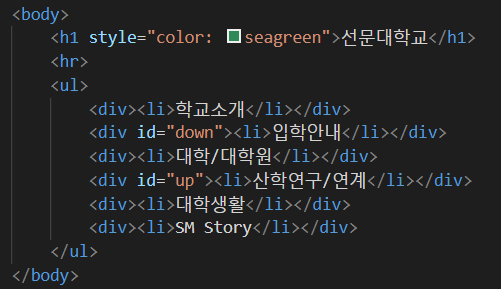 <body>
<h1 style="color: seagreen">선문대학교</h1>
<hr>
<ul>
<div><li>학교소개</li></div>
<div id="down"><li>입학안내</li></div>
<div><li>대학/대학원</li></div>
<div id="up"><li>산학연구/연계</li></div>
<div><li>대학생활</li></div>
<div><li>SM Story</li></div>
</ul>
</body>